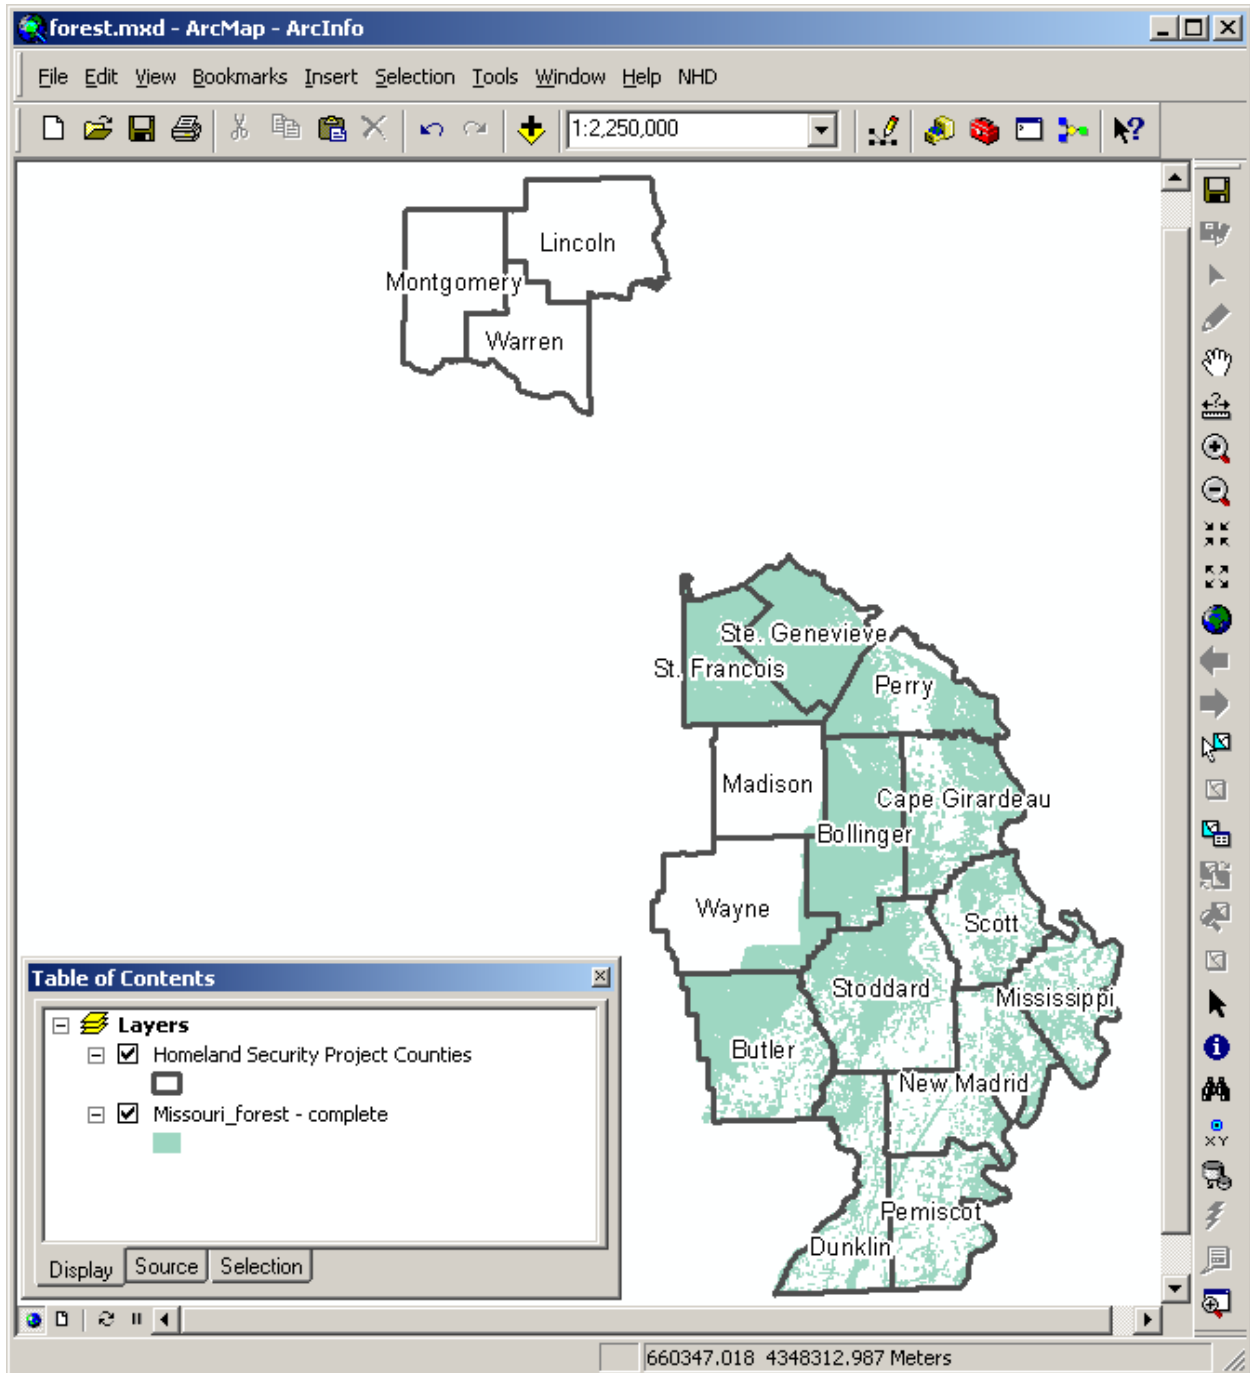 forest.mxd - ArcMap - ArcInfo
File Edit View Bookmarks Insert Selection Tools Window Help NHD
1:2,250,000
Lincoln
Montgomery
Warren
Ste. Genevieve
St. Francois
Perry
Madison
Cape Girardeau
Bollinger
Wayne
Scott
Stoddard
Mississippi
Butler
New Madrid
Pemiscot
Dunklin
Table of Contents
Layers
Homeland Security Project Counties
Missouri_forest - complete
Display Source Selection
XY
660347.018 4348312.987 Meters